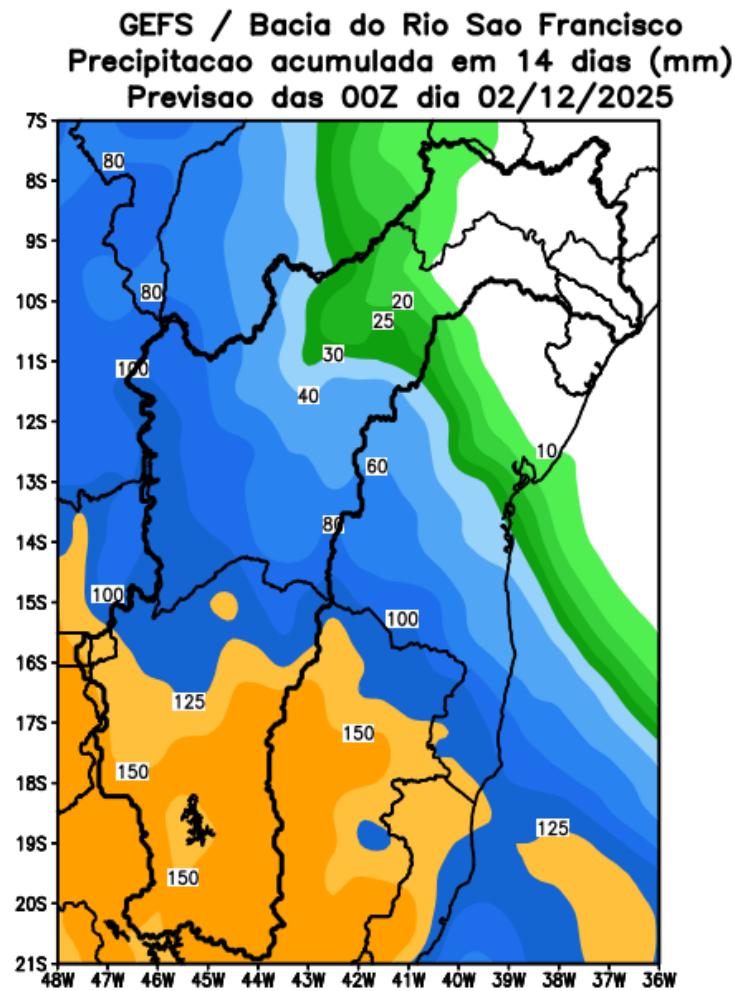 GEFS / Bacia do Rio Sao Francisco
Precipitacao acumulada em 14 dias (mm)
Previsao das 00Z dia 02/12/2025
7S
80
8S
9S
80
10S
20
25
30
11S
100
40
12S
10
60
13S
80
14S
100
15S
100
16S
125
17S
150
150
18S
125
19S
150
20S
21S
48W 47W 46W 45W 44W 43W 42W 41W 40W 39W 38W 37W 36W